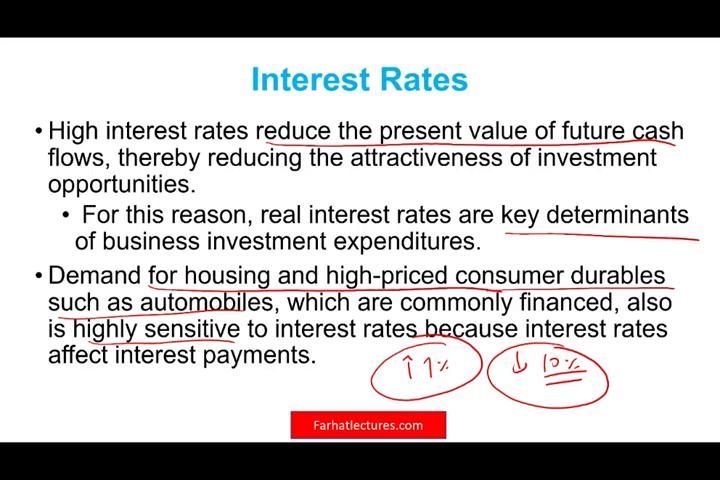 Interest Rates
• High interest rates reduce the present value of future cash
flows, thereby reducing the attractiveness of investment
opportunities.
• For this reason, real interest rates are key determinants
of business investment expenditures.
• Demand for housing and high-priced consumer durables
such as automobiles, which are commonly financed, also
is highly sensitive to interest rates because interest rates
affect interest payments.
↑ 1% ↓ 10%
Farhatlectures.com